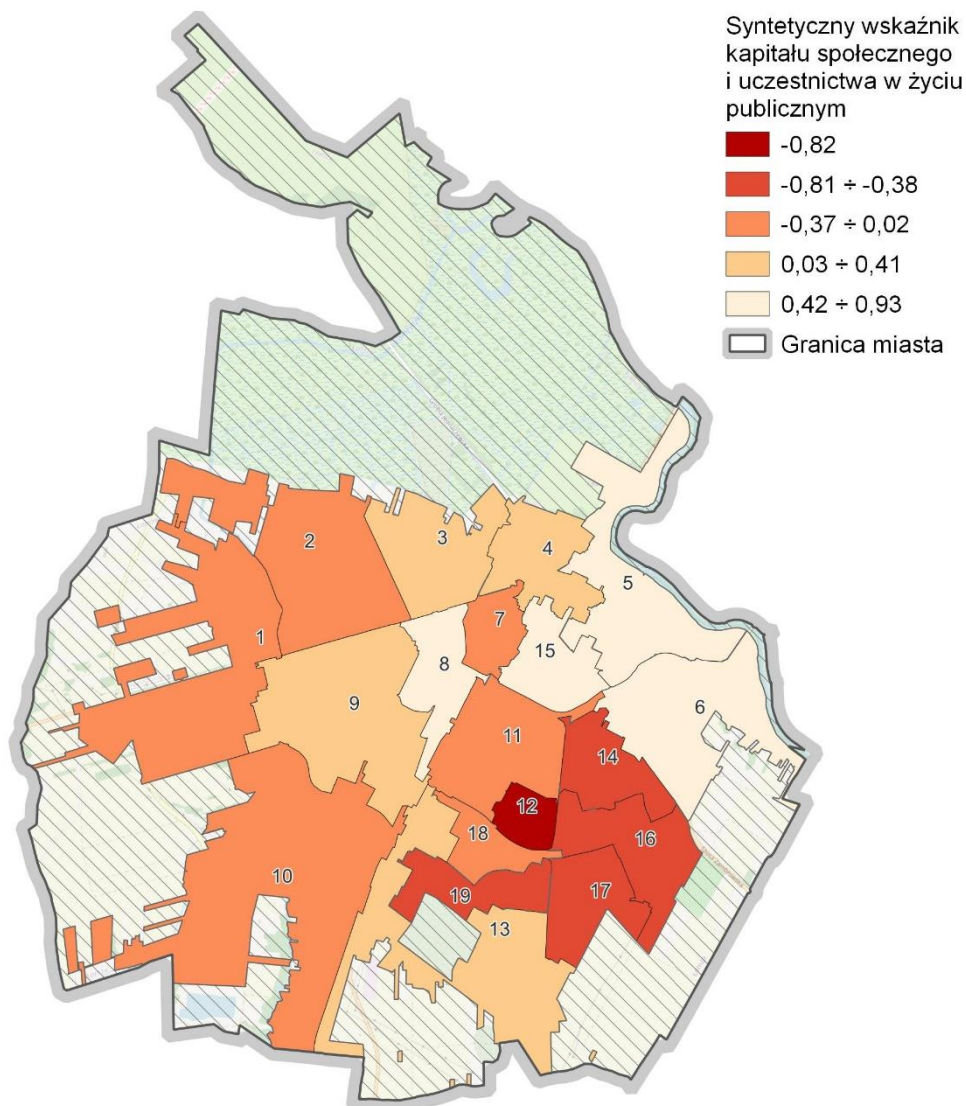 Syntetyczny wskaźnik
kapitału społecznego
i uczestnictwa w życiu
publicznym
-0,82
-0,81 ÷ -0,38
-0,37 ÷ 0,02
0,03 ÷ 0,41
0,42 ÷ 0,93
Granica miasta
2
3
4
5
1
7
8
15
9
6
11
14
12
18
16
10
17
19
13